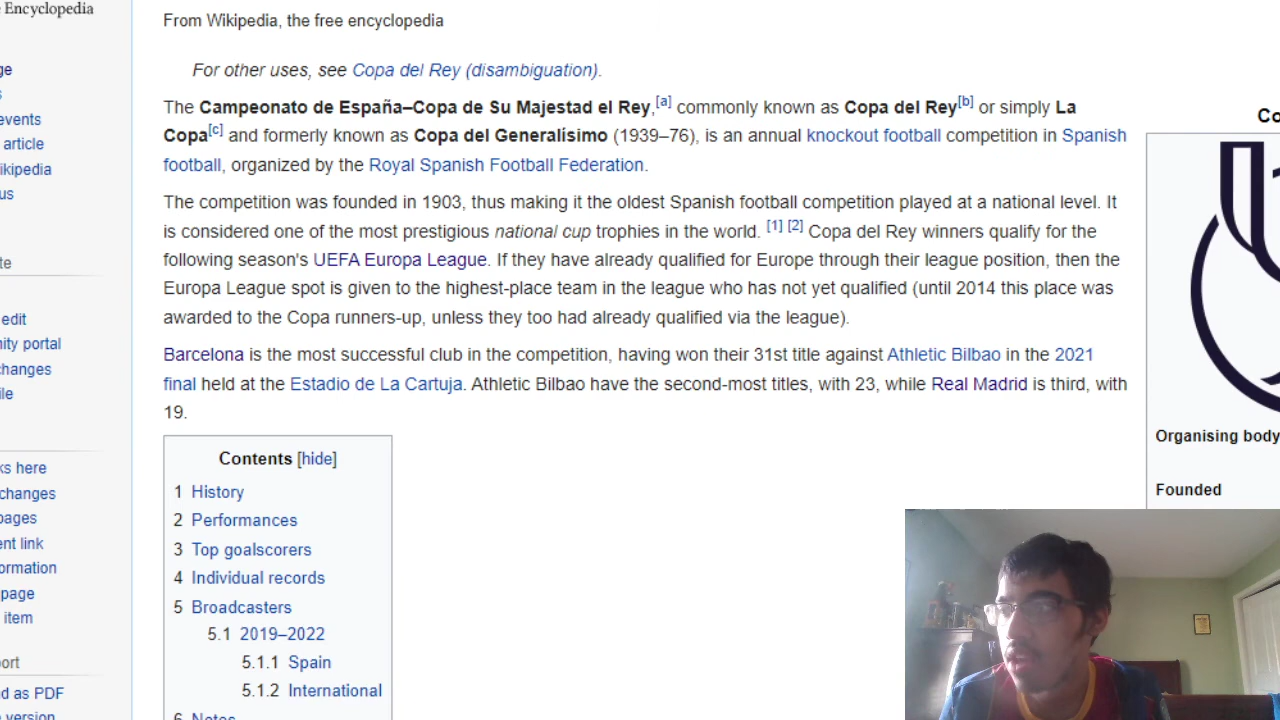 Encyclopedia
From Wikipedia, the free encyclopedia
For other uses, see Copa del Rey (disambiguation).
The Campeonato de España–Copa de Su Majestad el Rey,[a] commonly known as Copa del Rey[b] or simply La
Copa[c] and formerly known as Copa del Generalísimo (1939–76), is an annual knockout football competition in Spanish
football, organized by the Royal Spanish Football Federation.
The competition was founded in 1903, thus making it the oldest Spanish football competition played at a national level. It
is considered one of the most prestigious national cup trophies in the world. [1] [2] Copa del Rey winners qualify for the
following season's UEFA Europa League. If they have already qualified for Europe through their league position, then the
Europa League spot is given to the highest-place team in the league who has not yet qualified (until 2014 this place was
awarded to the Copa runners-up, unless they too had already qualified via the league).
Barcelona is the most successful club in the competition, having won their 31st title against Athletic Bilbao in the 2021
final held at the Estadio de La Cartuja. Athletic Bilbao have the second-most titles, with 23, while Real Madrid is third, with
19.
Contents [hide]
1 History
2 Performances
3 Top goalscorers
4 Individual records
5 Broadcasters
5.1 2019–2022
5.1.1 Spain
5.1.2 International
6 Notes
ge
s
events
article
ikipedia
us
te
edit
nity portal
changes
ile
ks here
changes
pages
ent link
ormation
page
item
port
d as PDF
version
Co
Organising body
Founded